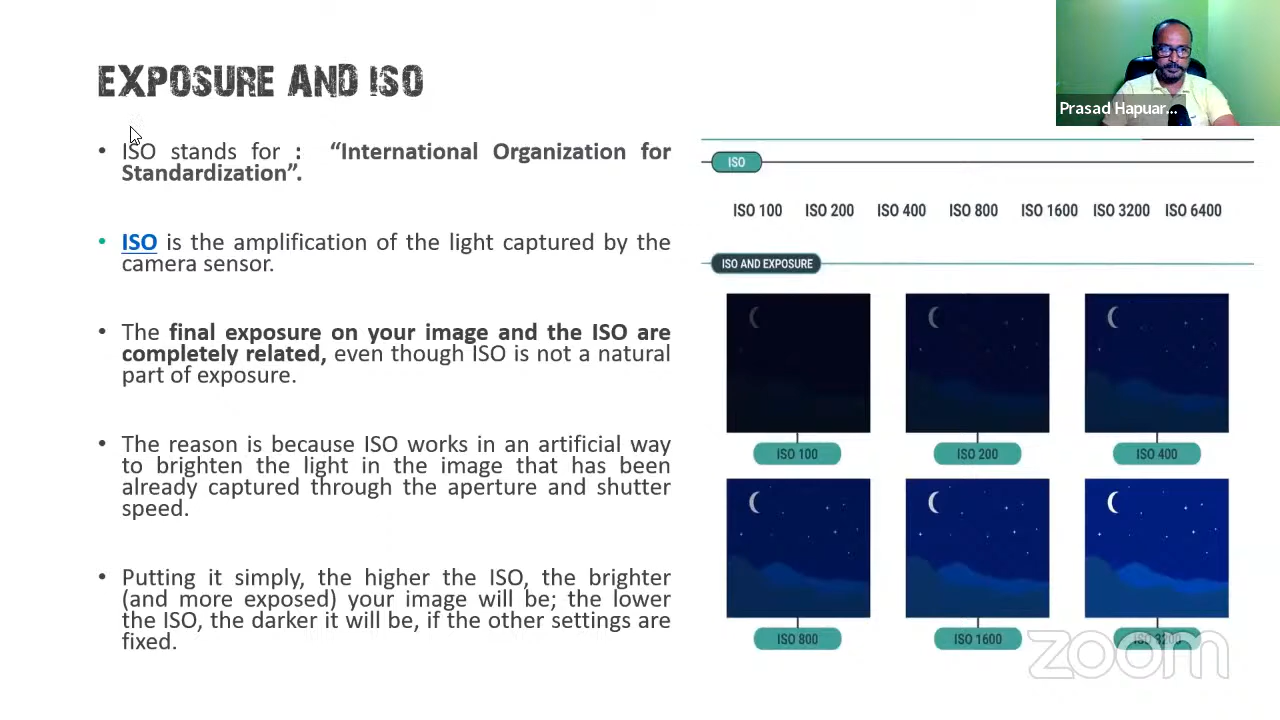 EXPOSURE AND ISO
Prasad Hapuar...
• ISO stands for : “International Organization for
Standardization”.
• ISO is the amplification of the light captured by the
camera sensor.
• The final exposure on your image and the ISO are
completely related, even though ISO is not a natural
part of exposure.
• The reason is because ISO works in an artificial way
to brighten the light in the image that has been
already captured through the aperture and shutter
speed.
• Putting it simply, the higher the ISO, the brighter
(and more exposed) your image will be; the lower
the ISO, the darker it will be, if the other settings are
fixed.
ISO
ISO 100 ISO 200 ISO 400 ISO 800 ISO 1600 ISO 3200 ISO 6400
ISO AND EXPOSURE
ISO 100 ISO 200 ISO 400
ISO 800 ISO 1600 ISO 3200
zoom